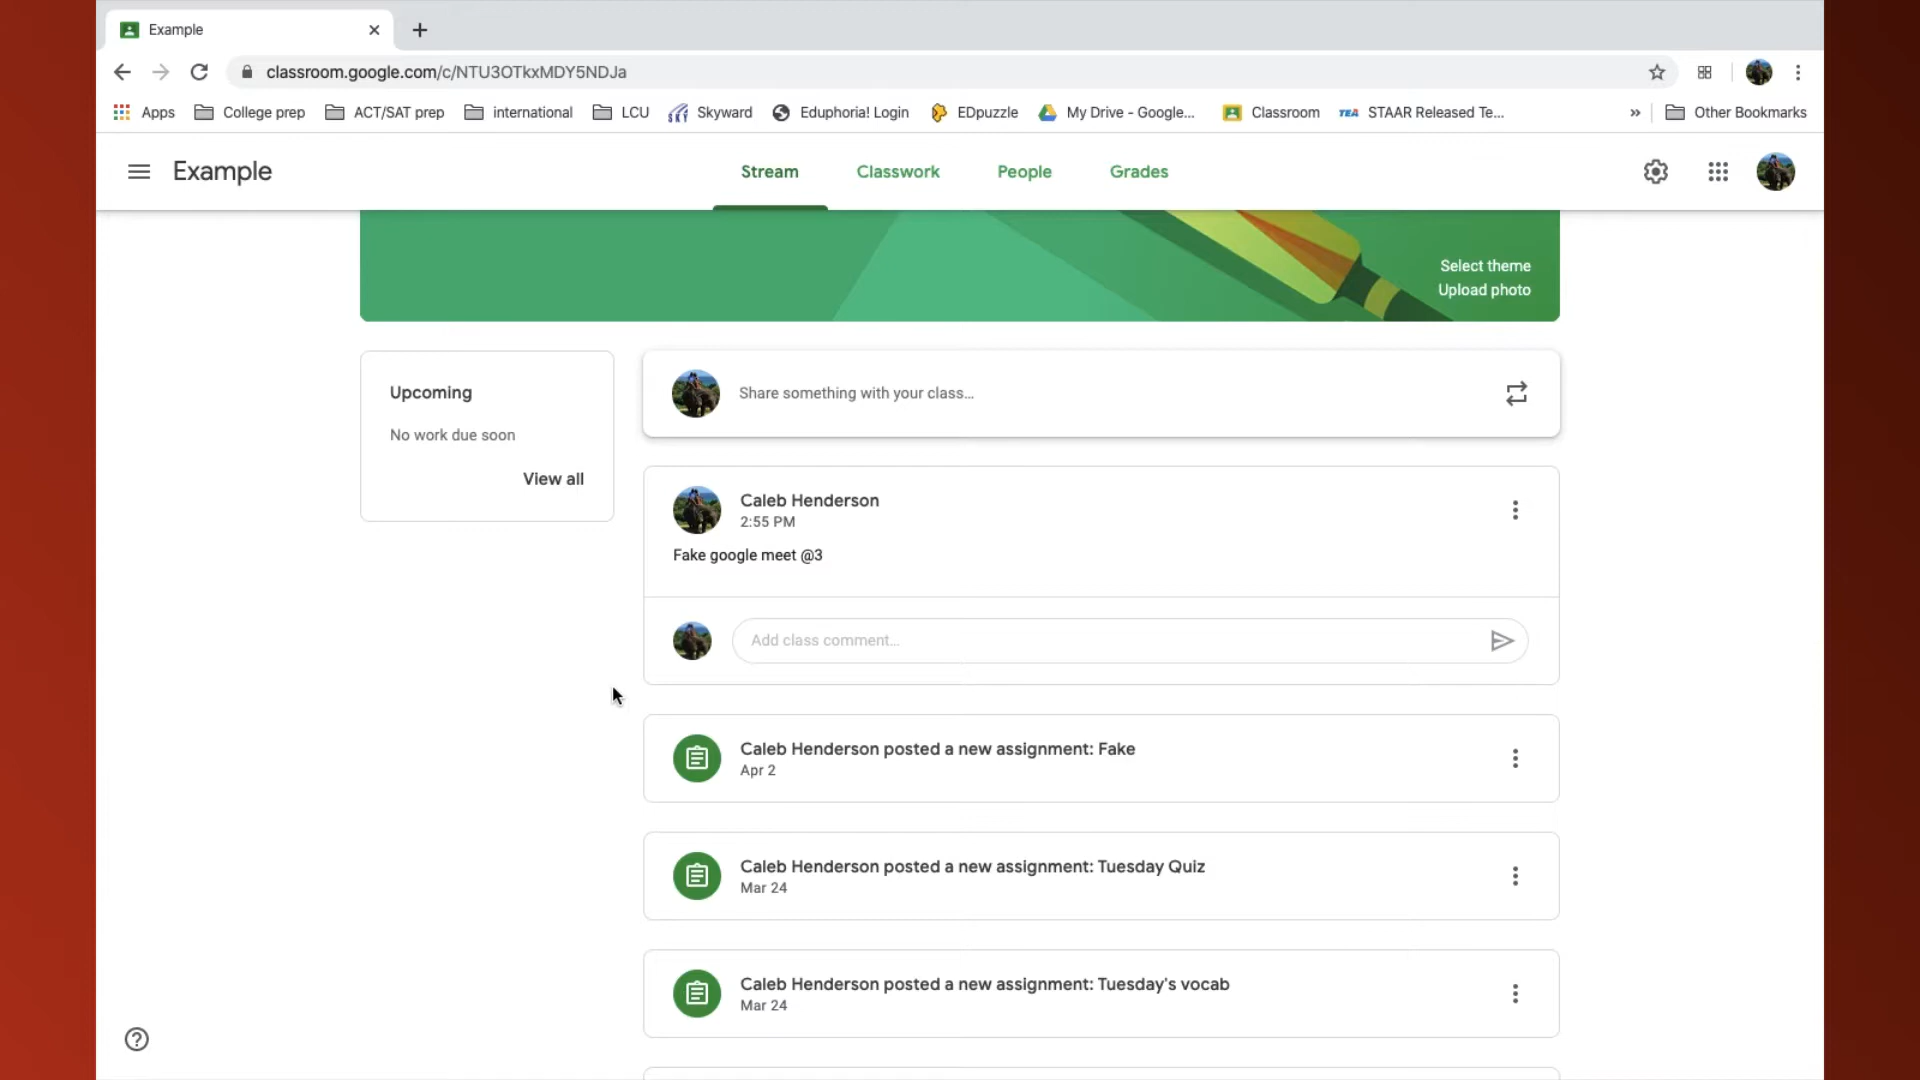 Example
classroom.google.com/c/NTU3OTkxMDY5NDJa
Apps
College prep
ACT/SAT prep
international
LCU
Skyward
Eduphoria! Login
EDpuzzle
My Drive - Google...
Classroom
TEA
STAAR Released Te...
»
Other Bookmarks
Example
Stream
Classwork
People
Grades
Select theme
Upload photo
Upcoming
No work due soon
View all
Share something with your class...
Caleb Henderson
2:55 PM
Fake google meet @3
Add class comment...
Caleb Henderson posted a new assignment: Fake
Apr 2
Caleb Henderson posted a new assignment: Tuesday Quiz
Mar 24
Caleb Henderson posted a new assignment: Tuesday's vocab
Mar 24